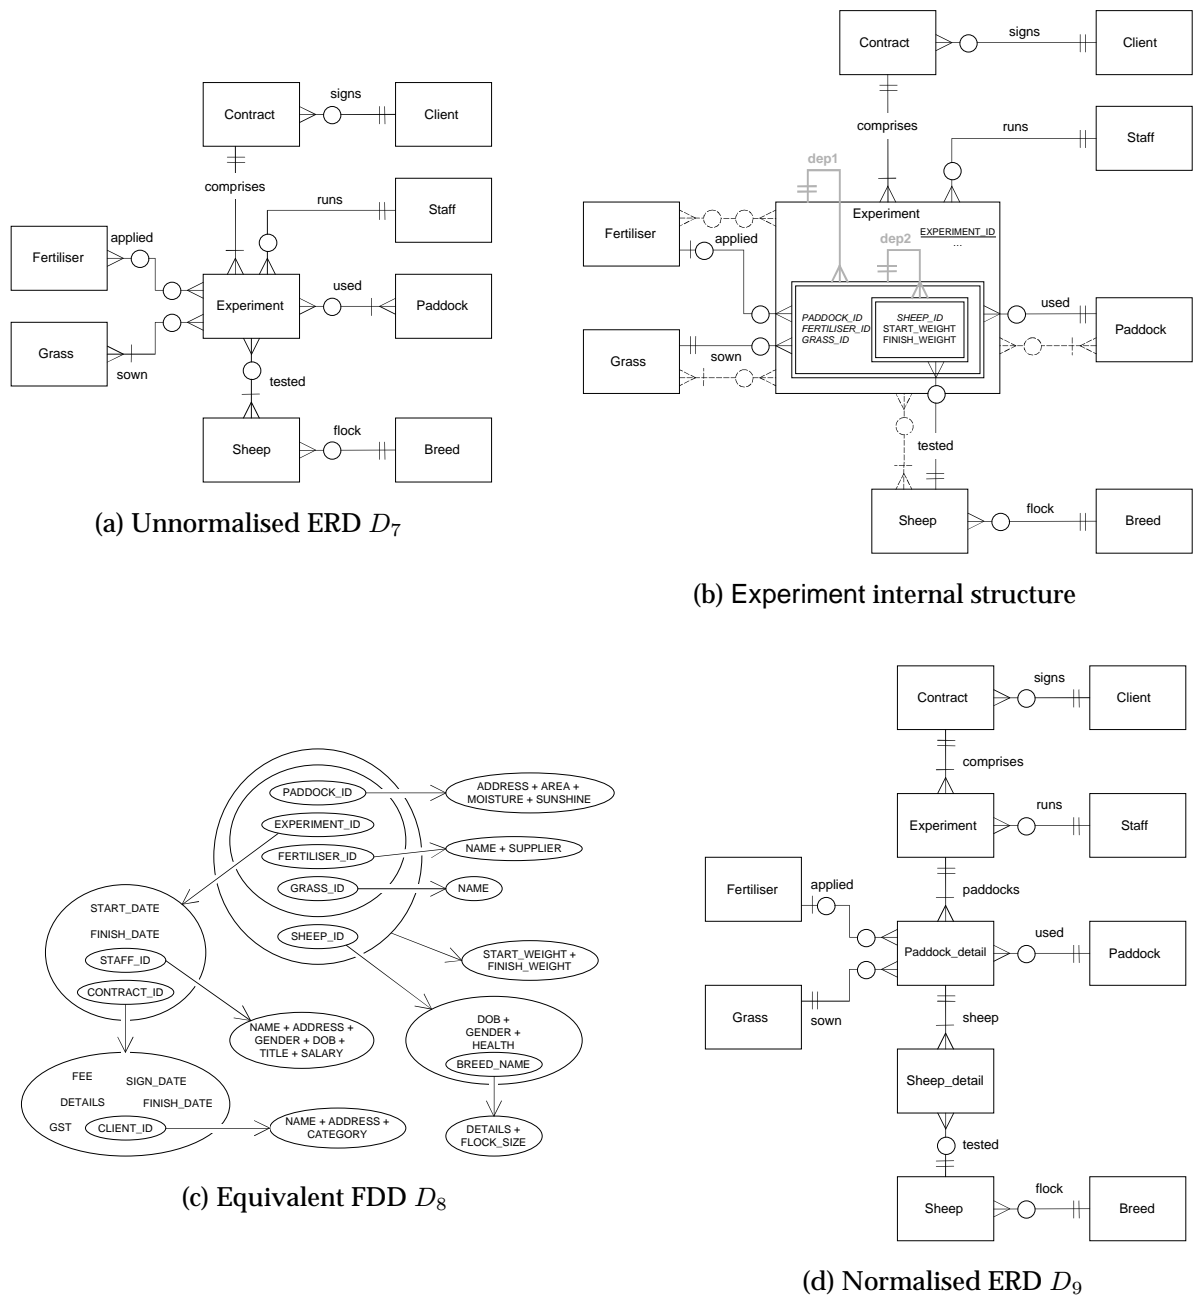 signs
Contract
Client
comprises
runs
Staff
Fertiliser
applied
Experiment
used
Paddock
Grass
sown
tested
Sheep
flock
Breed
(a) Unnormalised ERD D7
Contract
signs
Client
comprises
runs
Staff
dep1
Experiment
EXPERIMENT_ID
...
Fertiliser
applied
dep2
PADDOCK_ID
FERTILISER_ID
GRASS_ID
SHEEP_ID
START_WEIGHT
FINISH_WEIGHT
used
Paddock
Grass
sown
tested
Sheep
flock
Breed
(b) Experiment internal structure
PADDOCK_ID
ADDRESS + AREA +
MOISTURE + SUNSHINE
EXPERIMENT_ID
FERTILISER_ID
NAME + SUPPLIER
GRASS_ID
NAME
START_DATE
FINISH_DATE
STAFF_ID
CONTRACT_ID
SHEEP_ID
START_WEIGHT +
FINISH_WEIGHT
NAME + ADDRESS +
GENDER + DOB +
TITLE + SALARY
DOB +
GENDER +
HEALTH
BREED_NAME
FEE
SIGN_DATE
DETAILS
FINISH_DATE
GST
CLIENT_ID
NAME + ADDRESS +
CATEGORY
DETAILS +
FLOCK_SIZE
(c) Equivalent FDD D8
Contract
signs
Client
comprises
Experiment
runs
Staff
Fertiliser
applied
paddocks
Paddock_detail
used
Paddock
Grass
sown
sheep
Sheep_detail
tested
Sheep
flock
Breed
(d) Normalised ERD D9